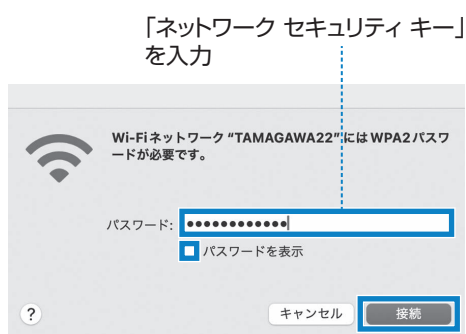 「ネットワーク セキュリティ キー」
を入力
Wi-Fiネットワーク “TAMAGAWA22” には WPA2パスワ
ードが必要です。
パスワード: ●●●●●●●●●●●●
パスワードを表示
? キャンセル 接続